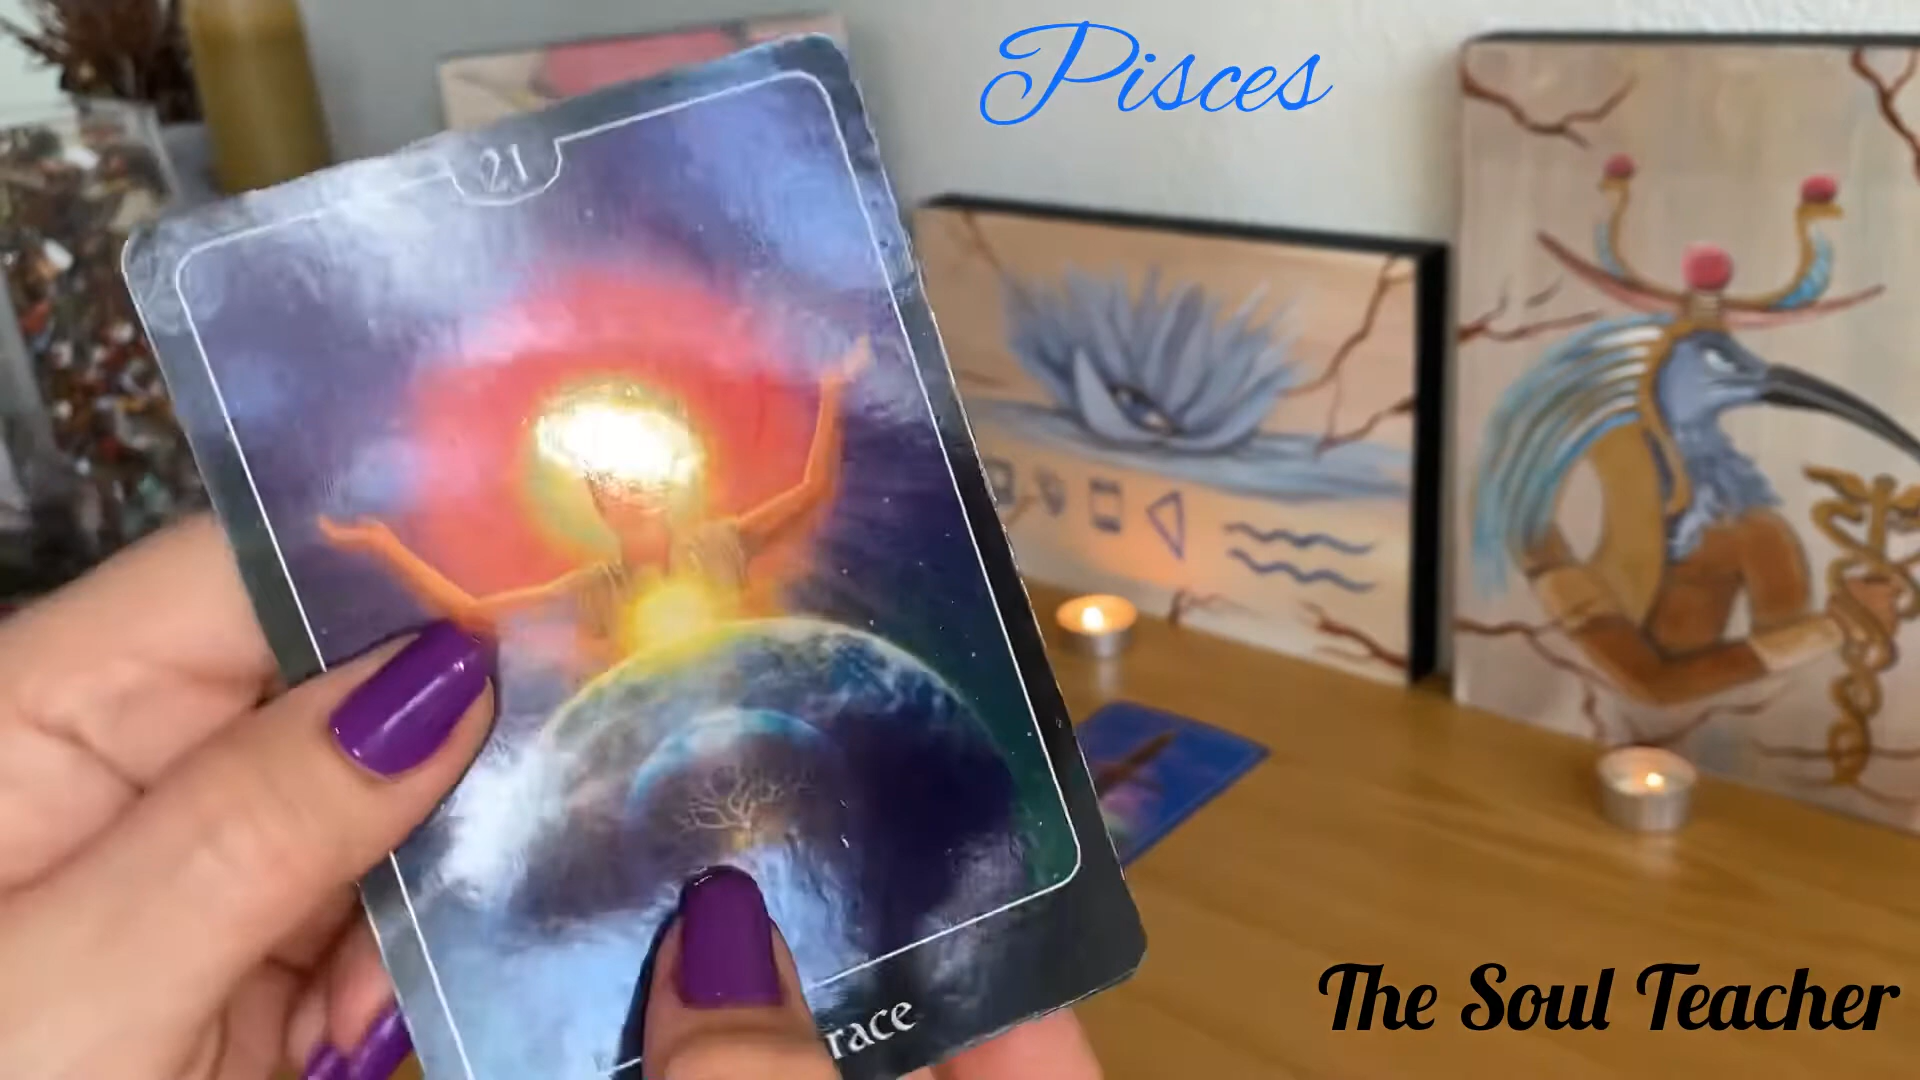 Pisces
21
race
The Soul Teacher